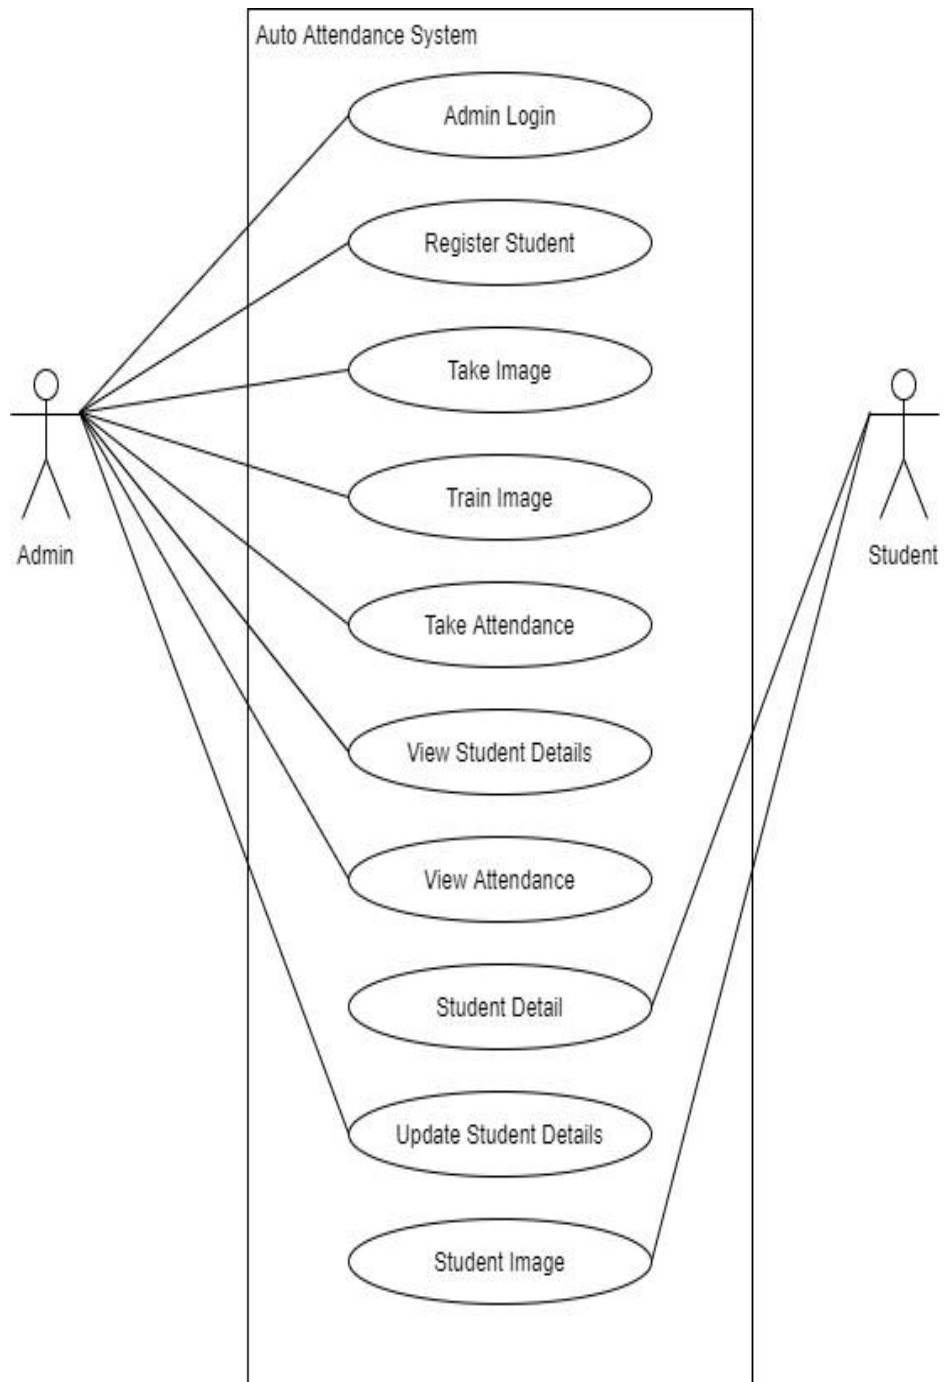 Auto Attendance System
Admin Login
Register Student
Take Image
Train Image
Admin
Student
Take Attendance
View Student Details
View Attendance
Student Detail
Update Student Details
Student Image